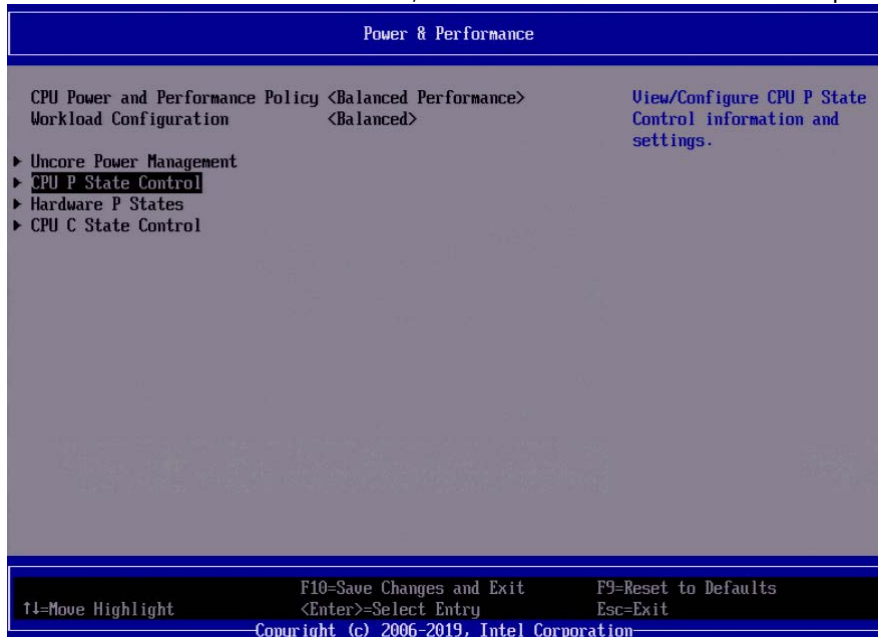 Power & Performance
CPU Power and Performance Policy <Balanced Performance>
Workload Configuration <Balanced>
▶ Uncore Power Management
▶ CPU P State Control
▶ Hardware P States
▶ CPU C State Control
View/Configure CPU P State
Control information and
settings.
F10=Save Changes and Exit F9=Reset to Defaults
↑↓=Move Highlight <Enter>=Select Entry Esc=Exit
Copyright (c) 2006-2019, Intel Corporation